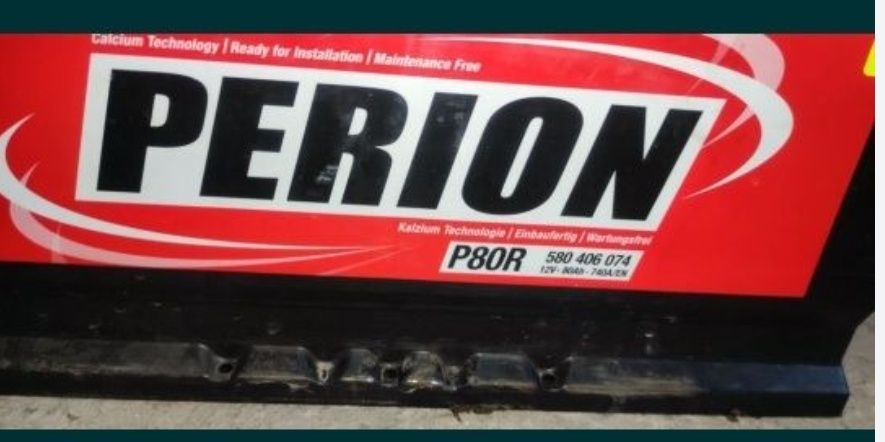 Calcium Technology | Ready for Installation | Maintenance Free
PERION
Kalzium Technologie | Einbaufertig | Wartungsfrei
P80R 580 406 074
12V - 80Ah - 740A/EN